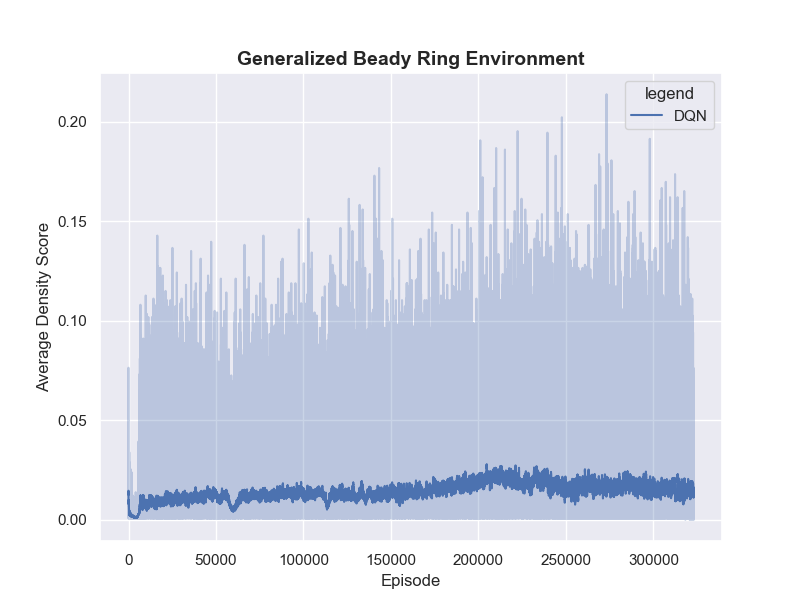 Generalized Beady Ring Environment
legend
DQN
Average Density Score
0.20
0.15
0.10
0.05
0.00
0 50000 100000 150000 200000 250000 300000
Episode